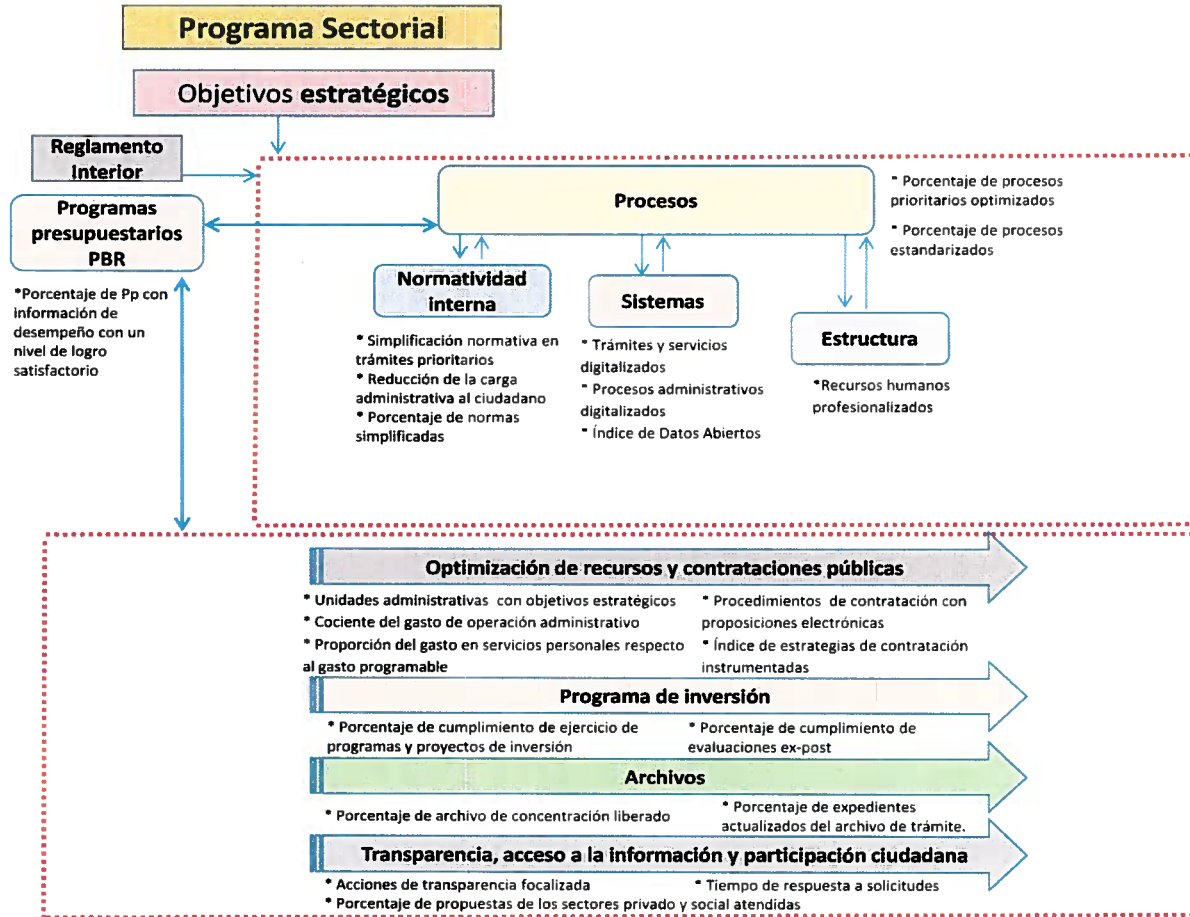 Programa Sectorial
Objetivos estratégicos
Reglamento
Interior
Programas
presupuestarios
PBR
*Porcentaje de Pp con
información de
desempeño con un
nivel de logro
satisfactorio
Procesos
* Porcentaje de procesos
prioritarios optimizados
* Porcentaje de procesos
estandarizados
Normatividad
interna
* Simplificación normativa en
trámites prioritarios
* Reducción de la carga
administrativa al ciudadano
* Porcentaje de normas
simplificadas
Sistemas
* Trámites y servicios
digitalizados
* Procesos administrativos
digitalizados
* Índice de Datos Abiertos
Estructura
*Recursos humanos
profesionalizados
Optimización de recursos y contrataciones públicas
* Unidades administrativas con objetivos estratégicos
* Cociente del gasto de operación administrativo
* Proporción del gasto en servicios personales respecto
al gasto programable
* Procedimientos de contratación con
proposiciones electrónicas
* Índice de estrategias de contratación
instrumentadas
Programa de inversión
* Porcentaje de cumplimiento de ejercicio de
programas y proyectos de inversión
* Porcentaje de cumplimiento de
evaluaciones ex-post
Archivos
* Porcentaje de archivo de concentración liberado
* Porcentaje de expedientes
actualizados del archivo de trámite.
Transparencia, acceso a la información y participación ciudadana
* Acciones de transparencia focalizada
* Tiempo de respuesta a solicitudes
* Porcentaje de propuestas de los sectores privado y social atendidas